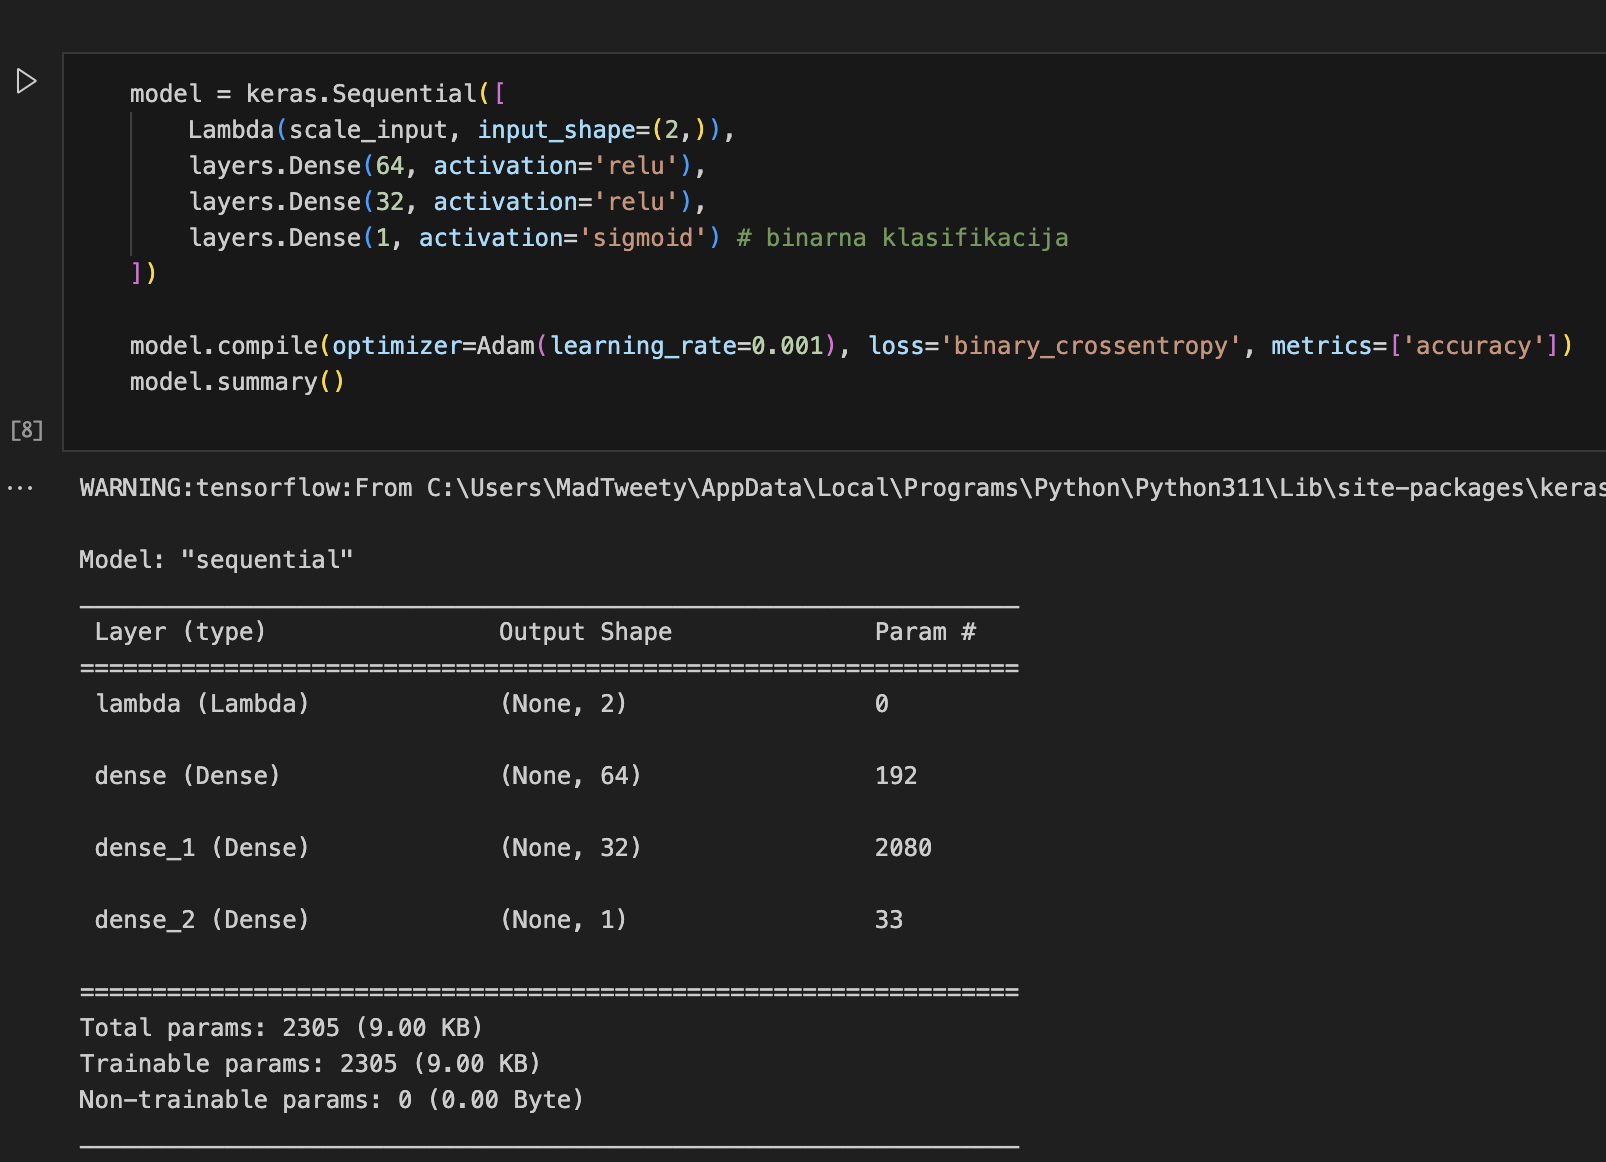 model = keras.Sequential([
    Lambda(scale_input, input_shape=(2,)),
    layers.Dense(64, activation='relu'),
    layers.Dense(32, activation='relu'),
    layers.Dense(1, activation='sigmoid') # binarna klasifikacija
])
model.compile(optimizer=Adam(learning_rate=0.001), loss='binary_crossentropy', metrics=['accuracy'])
model.summary()
[8]
... WARNING:tensorflow:From C:\Users\MadTweety\AppData\Local\Programs\Python\Python311\Lib\site-packages\keras
Model: "sequential"
Layer (type) Output Shape Param #
=================================================================
lambda (Lambda) (None, 2) 0
dense (Dense) (None, 64) 192
dense_1 (Dense) (None, 32) 2080
dense_2 (Dense) (None, 1) 33
=================================================================
Total params: 2305 (9.00 KB)
Trainable params: 2305 (9.00 KB)
Non-trainable params: 0 (0.00 Byte)